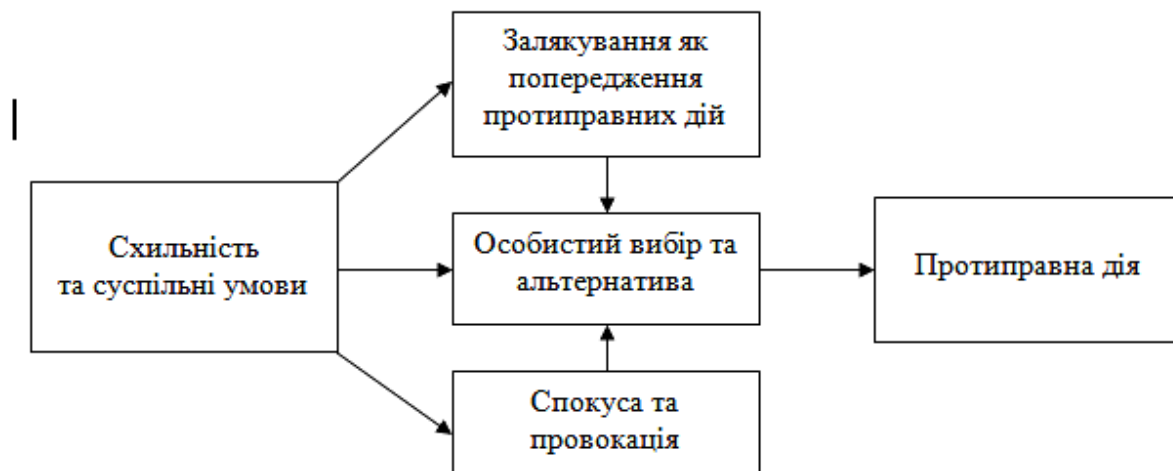 Залякування як
попередження
протиправних дій
Схильність
та суспільні умови
Особистий вибір та
альтернатива
Протиправна дія
Спокуса та
провокація